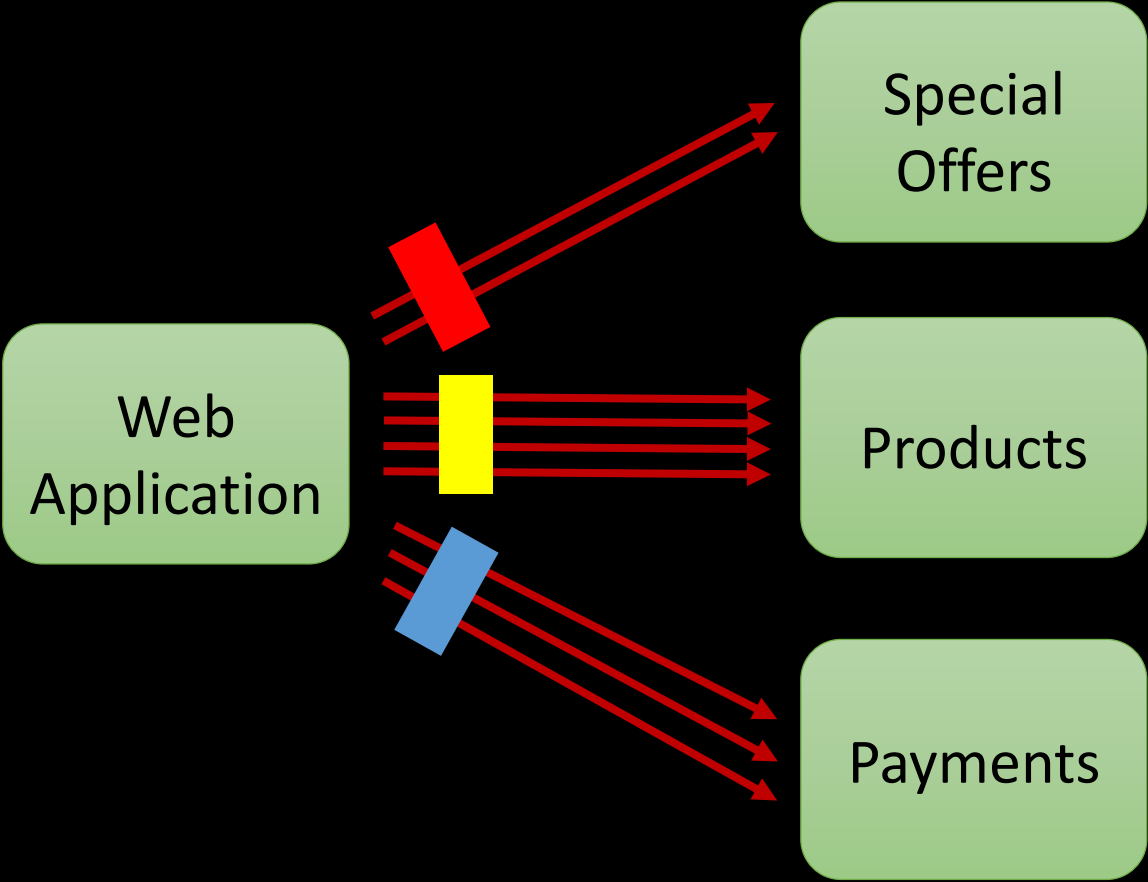 Special
Offers
Web
Application
Products
Payments